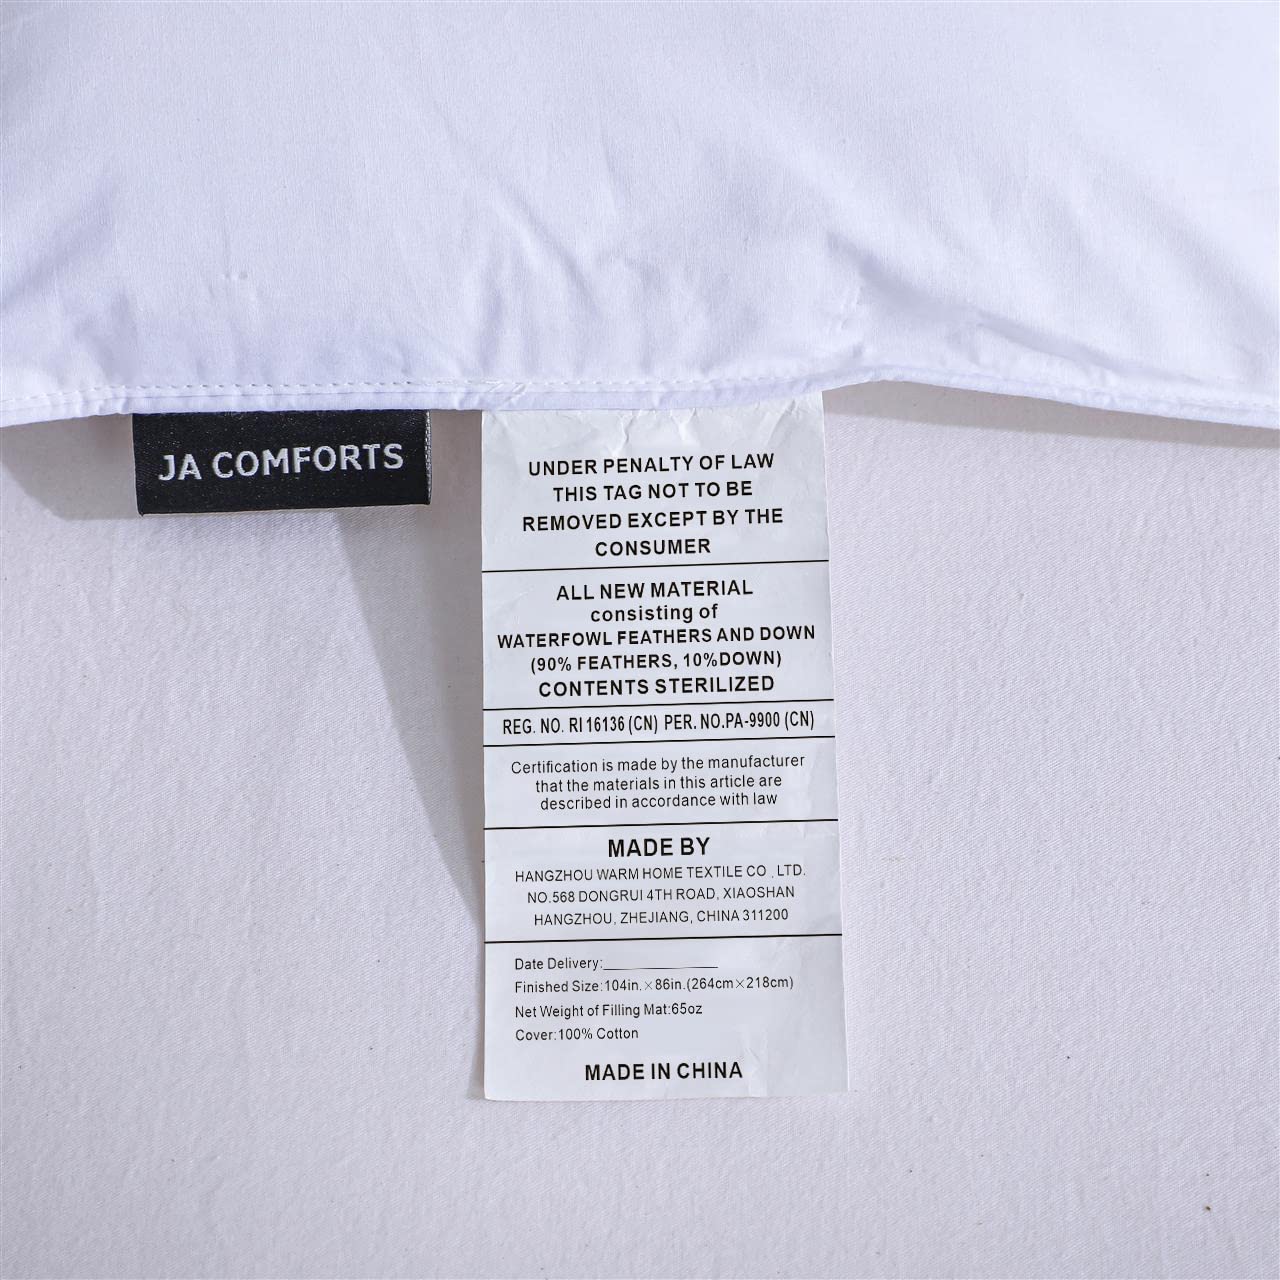 JA COMFORTS
UNDER PENALTY OF LAW
THIS TAG NOT TO BE
REMOVED EXCEPT BY THE
CONSUMER
ALL NEW MATERIAL
consisting of
WATERFOWL FEATHERS AND DOWN
(90% FEATHERS, 10%DOWN)
CONTENTS STERILIZED
REG. NO. RI 16136 (CN) PER. NO.PA-9900 (CN)
Certification is made by the manufacturer
that the materials in this article are
described in accordance with law
MADE BY
HANGZHOU WARM HOME TEXTILE CO., LTD.
NO.568 DONGRUI 4TH ROAD, XIAOSHAN
HANGZHOU, ZHEJIANG, CHINA 311200
Date Delivery:______________
Finished Size:104in.×86in.(264cm×218cm)
Net Weight of Filling Mat:65oz
Cover:100% Cotton
MADE IN CHINA